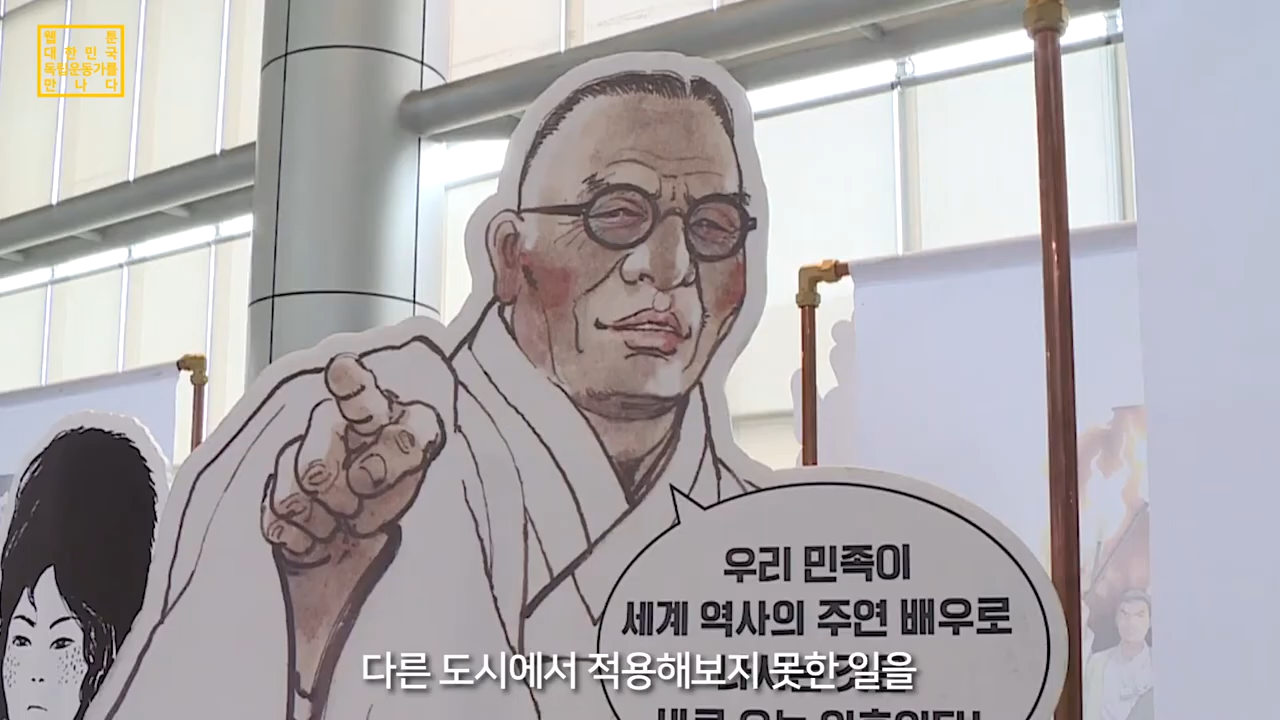 웹 툰
대 한 민 국
독립운동가를
만 나 다
우리 민족이
세계 역사의 주연 배우로
다른 도시에서 적용해보지 못한 일을